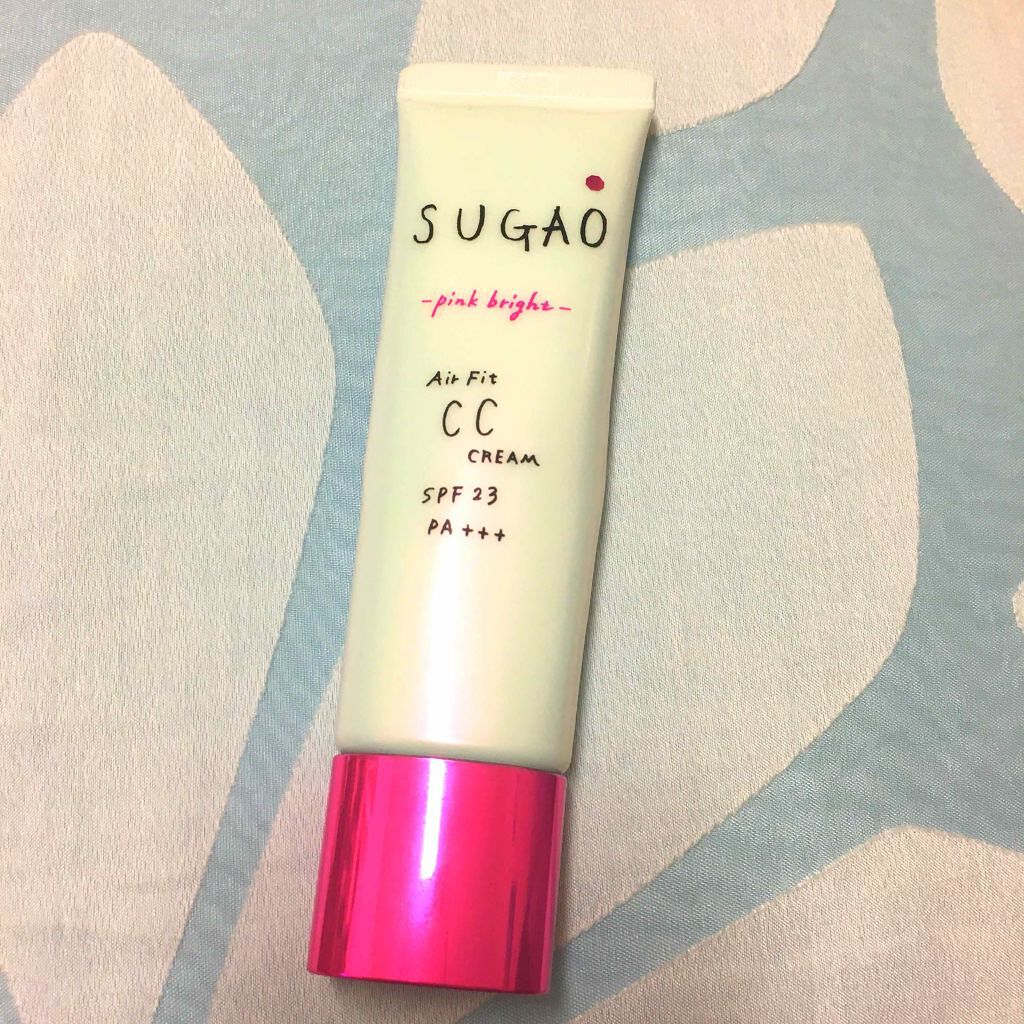 SUGAO
-pink bright-
Air Fit
CC
CREAM
SPF 23
PA +++